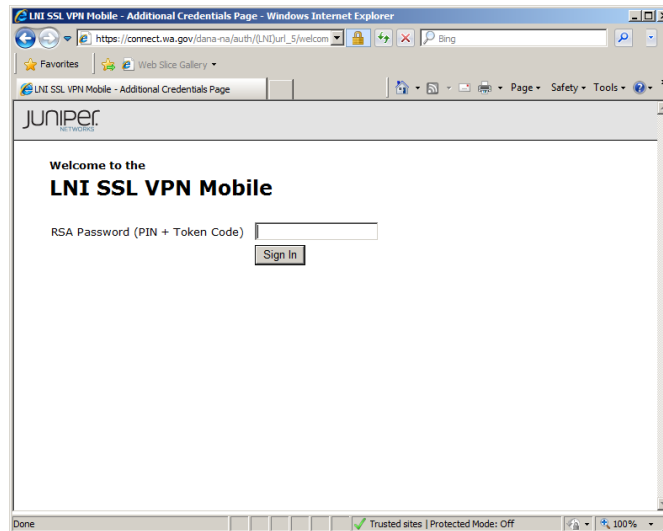 LNI SSL VPN Mobile - Additional Credentials Page - Windows Internet Explorer
https://connect.wa.gov/dana-na/auth/(LNI)url_5/welcom
Bing
Favorites Web Slice Gallery
LNI SSL VPN Mobile - Additional Credentials Page
Page Safety Tools
JUNIPER
NETWORKS
Welcome to the
LNI SSL VPN Mobile
RSA Password (PIN + Token Code)
Sign In
Done Trusted sites | Protected Mode: Off 100%